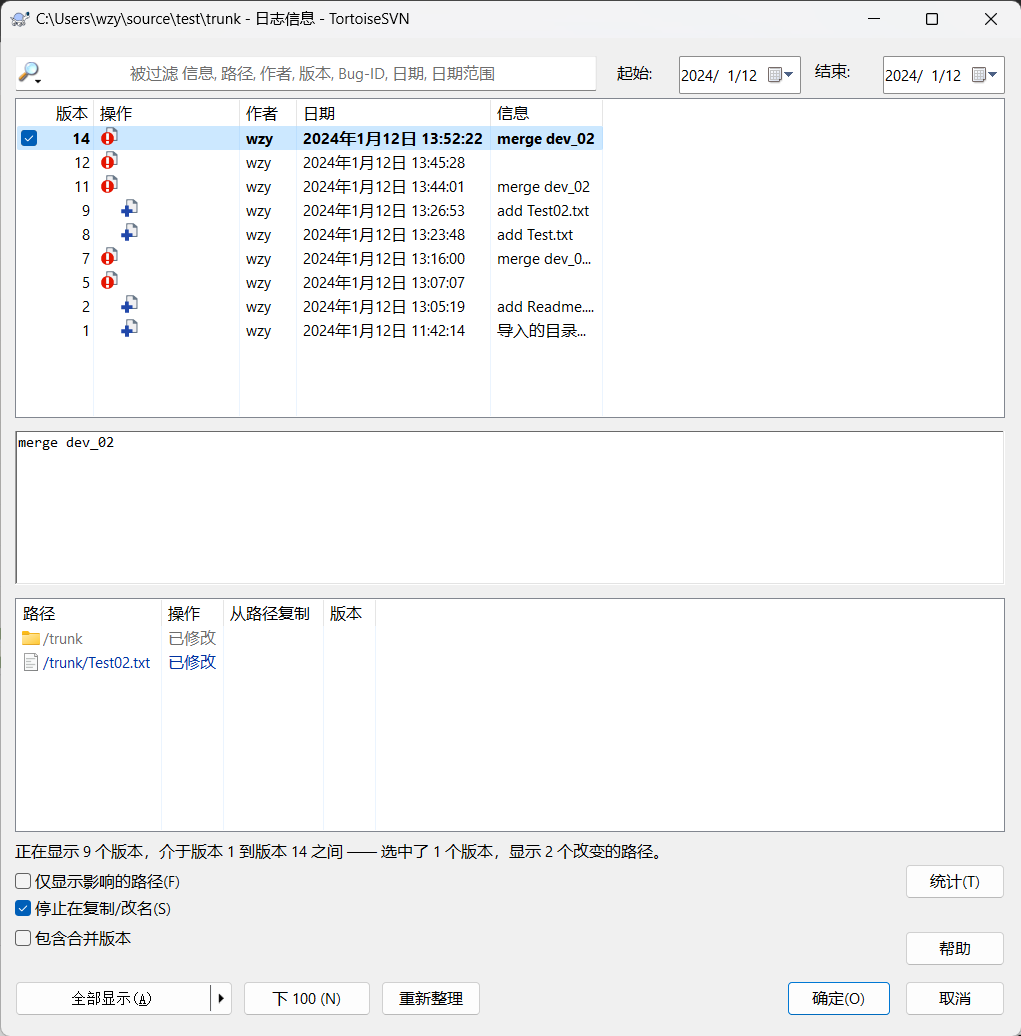 C:\Users\wzy\source\test\trunk - 日志信息 - TortoiseSVN
被过滤 信息, 路径, 作者, 版本, Bug-ID, 日期, 日期范围 起始: 2024/ 1/12 结束: 2024/ 1/12
版本 操作 作者 日期 信息
14 wzy 2024年1月12日 13:52:22 merge dev_02
12 wzy 2024年1月12日 13:45:28
11 wzy 2024年1月12日 13:44:01 merge dev_02
9 wzy 2024年1月12日 13:26:53 add Test02.txt
8 wzy 2024年1月12日 13:23:48 add Test.txt
7 wzy 2024年1月12日 13:16:00 merge dev_0...
5 wzy 2024年1月12日 13:07:07
2 wzy 2024年1月12日 13:05:19 add Readme....
1 wzy 2024年1月12日 11:42:14 导入的目录...
merge dev_02
路径 操作 从路径复制 版本
/trunk 已修改
/trunk/Test02.txt 已修改
正在显示 9 个版本，介于版本 1 到版本 14 之间 —— 选中了 1 个版本，显示 2 个改变的路径。
仅显示影响的路径(F) 统计(T)
停止在复制/改名(S)
包含合并版本 帮助
全部显示(A) 下 100 (N) 重新整理 确定(O) 取消